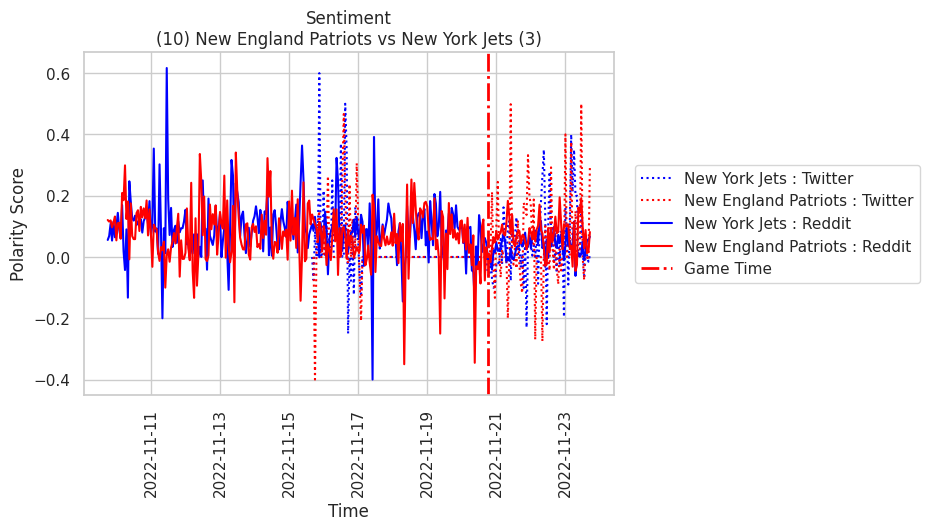 Sentiment
(10) New England Patriots vs New York Jets (3)
Polarity Score
0.6
0.4
0.2
0.0
−0.2
−0.4
2022-11-11
2022-11-13
2022-11-15
2022-11-17
2022-11-19
2022-11-21
2022-11-23
Time
New York Jets : Twitter
New England Patriots : Twitter
New York Jets : Reddit
New England Patriots : Reddit
Game Time